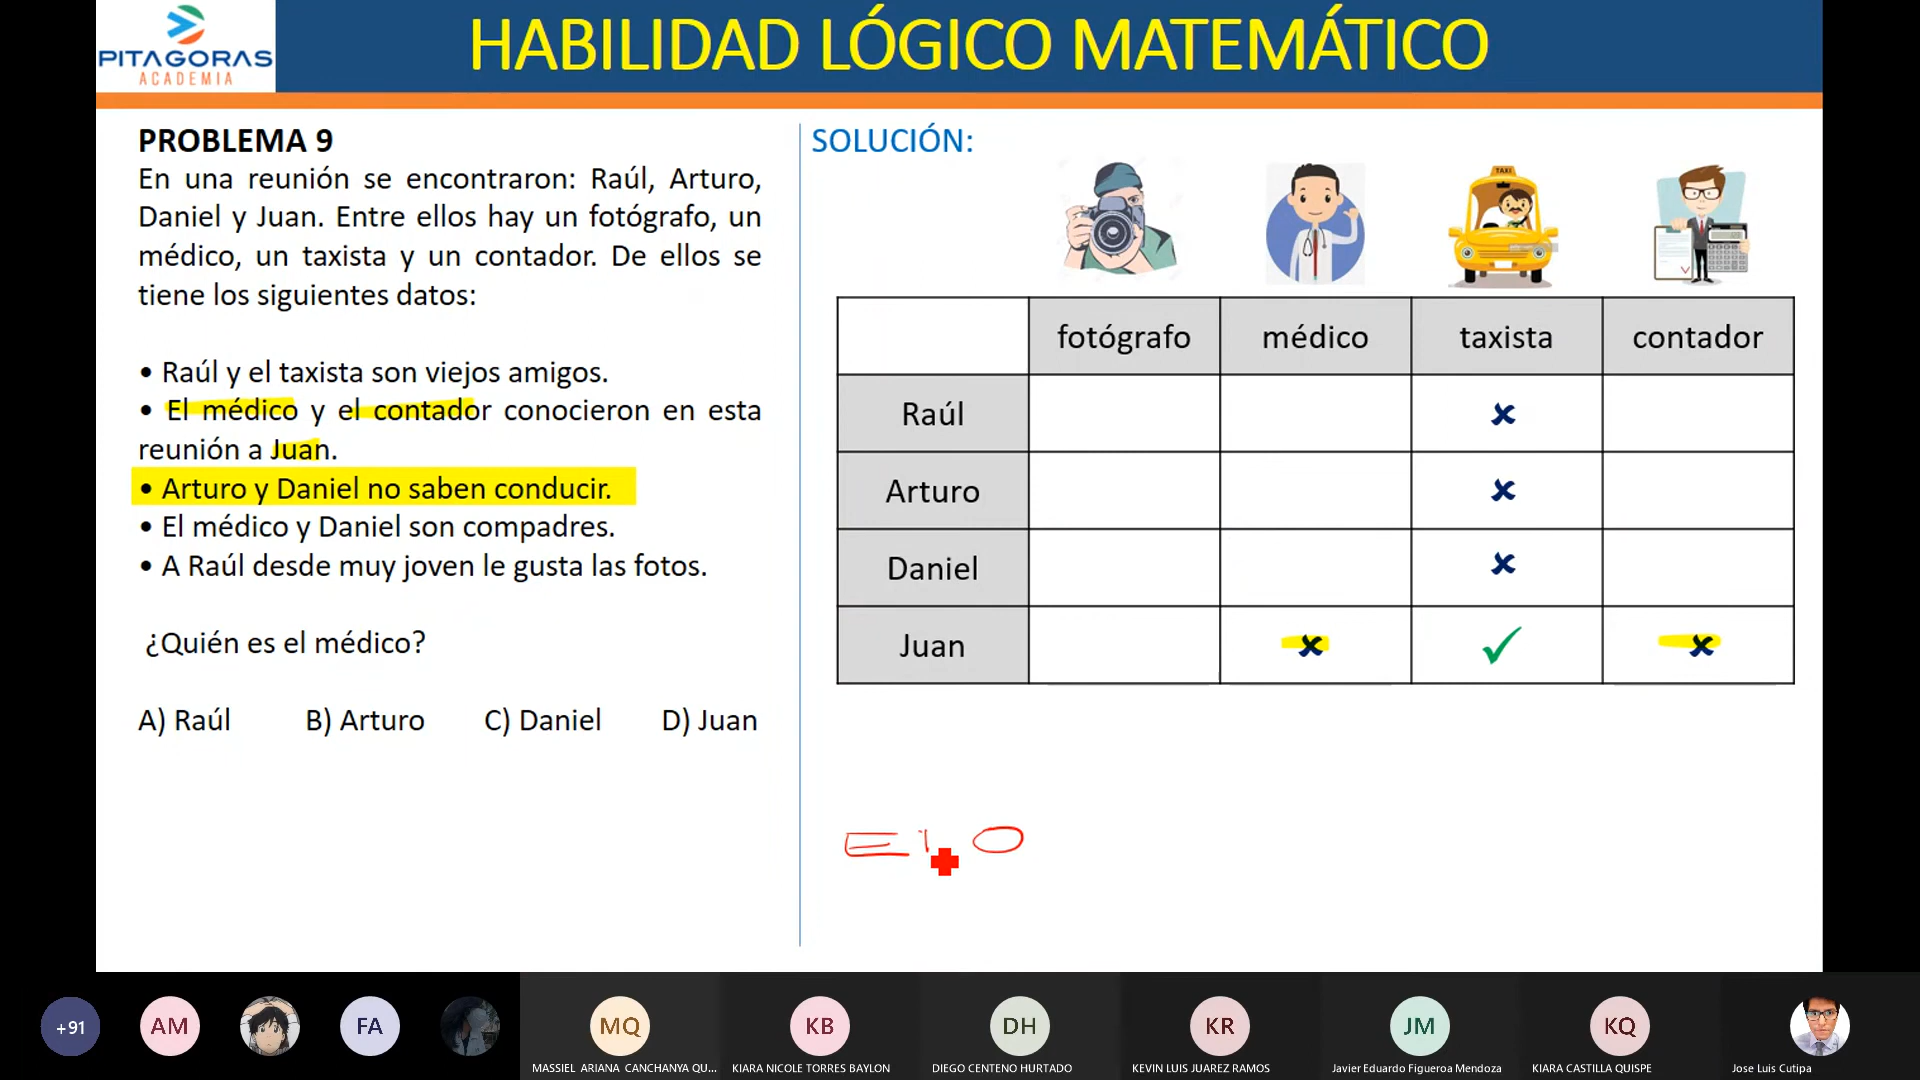 PITAGORAS
ACADEMIA
HABILIDAD LÓGICO MATEMÁTICO
PROBLEMA 9
En una reunión se encontraron: Raúl, Arturo,
Daniel y Juan. Entre ellos hay un fotógrafo, un
médico, un taxista y un contador. De ellos se
tiene los siguientes datos:
• Raúl y el taxista son viejos amigos.
• El médico y el contador conocieron en esta
reunión a Juan.
• Arturo y Daniel no saben conducir.
• El médico y Daniel son compadres.
• A Raúl desde muy joven le gusta las fotos.
¿Quién es el médico?
A) Raúl B) Arturo C) Daniel D) Juan
SOLUCIÓN:
TAXI
fotógrafo médico taxista contador
Raúl
Arturo
Daniel
Juan
+91 AM FA MQ KB DH KR JM KQ
MASSIEL ARIANA CANCHANYA QU... KIARA NICOLE TORRES BAYLON DIEGO CENTENO HURTADO KEVIN LUIS JUAREZ RAMOS Javier Eduardo Figueroa Mendoza KIARA CASTILLA QUISPE Jose Luis Cutipa